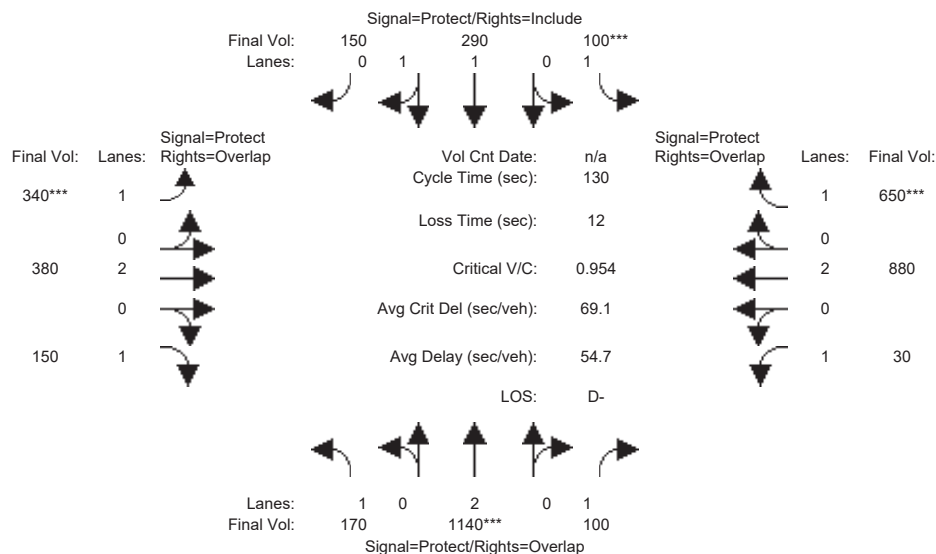 Signal=Protect/Rights=Include
Final Vol: 150 290 100***
Lanes: 0 1 1 0 1
Signal=Protect
Final Vol: Lanes: Rights=Overlap
Vol Cnt Date: n/a
Signal=Protect
Rights=Overlap Lanes: Final Vol:
Cycle Time (sec): 130
340*** 1
1 650***
Loss Time (sec): 12
0
0
380 2
Critical V/C: 0.954
2 880
0
Avg Crit Del (sec/veh): 69.1
0
150 1
Avg Delay (sec/veh): 54.7
1 30
LOS: D-
Lanes: 1 0 2 0 1
Final Vol: 170 1140*** 100
Signal=Protect/Rights=Overlap